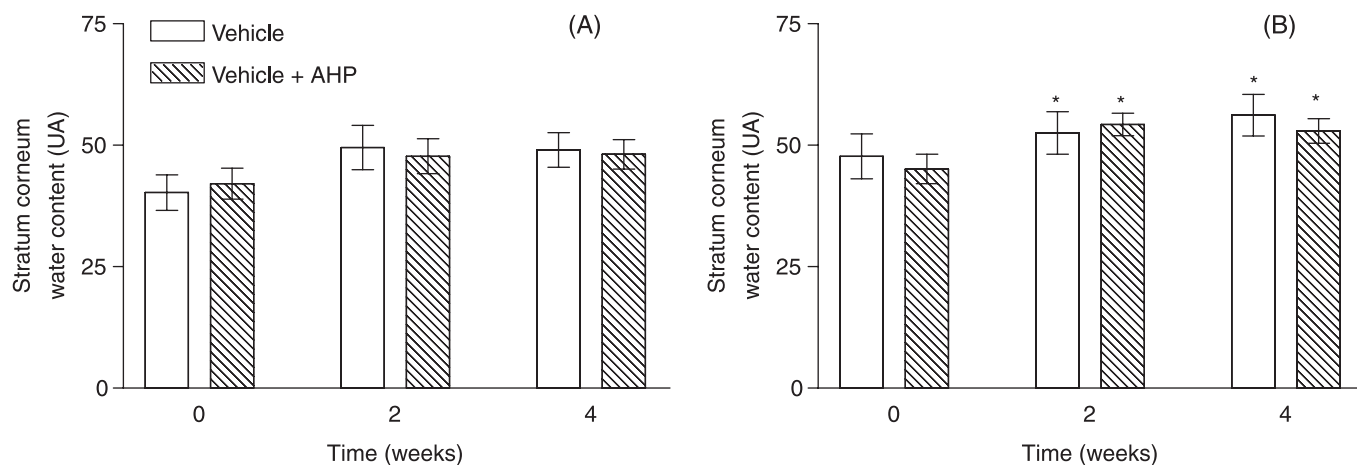 75
50
25
0
Stratum corneum
water content (UA)
Vehicle
Vehicle + AHP
(A)
0 2 4
Time (weeks)
75
50
25
0
Stratum corneum
water content (UA)
(B)
* * * *
0 2 4
Time (weeks)